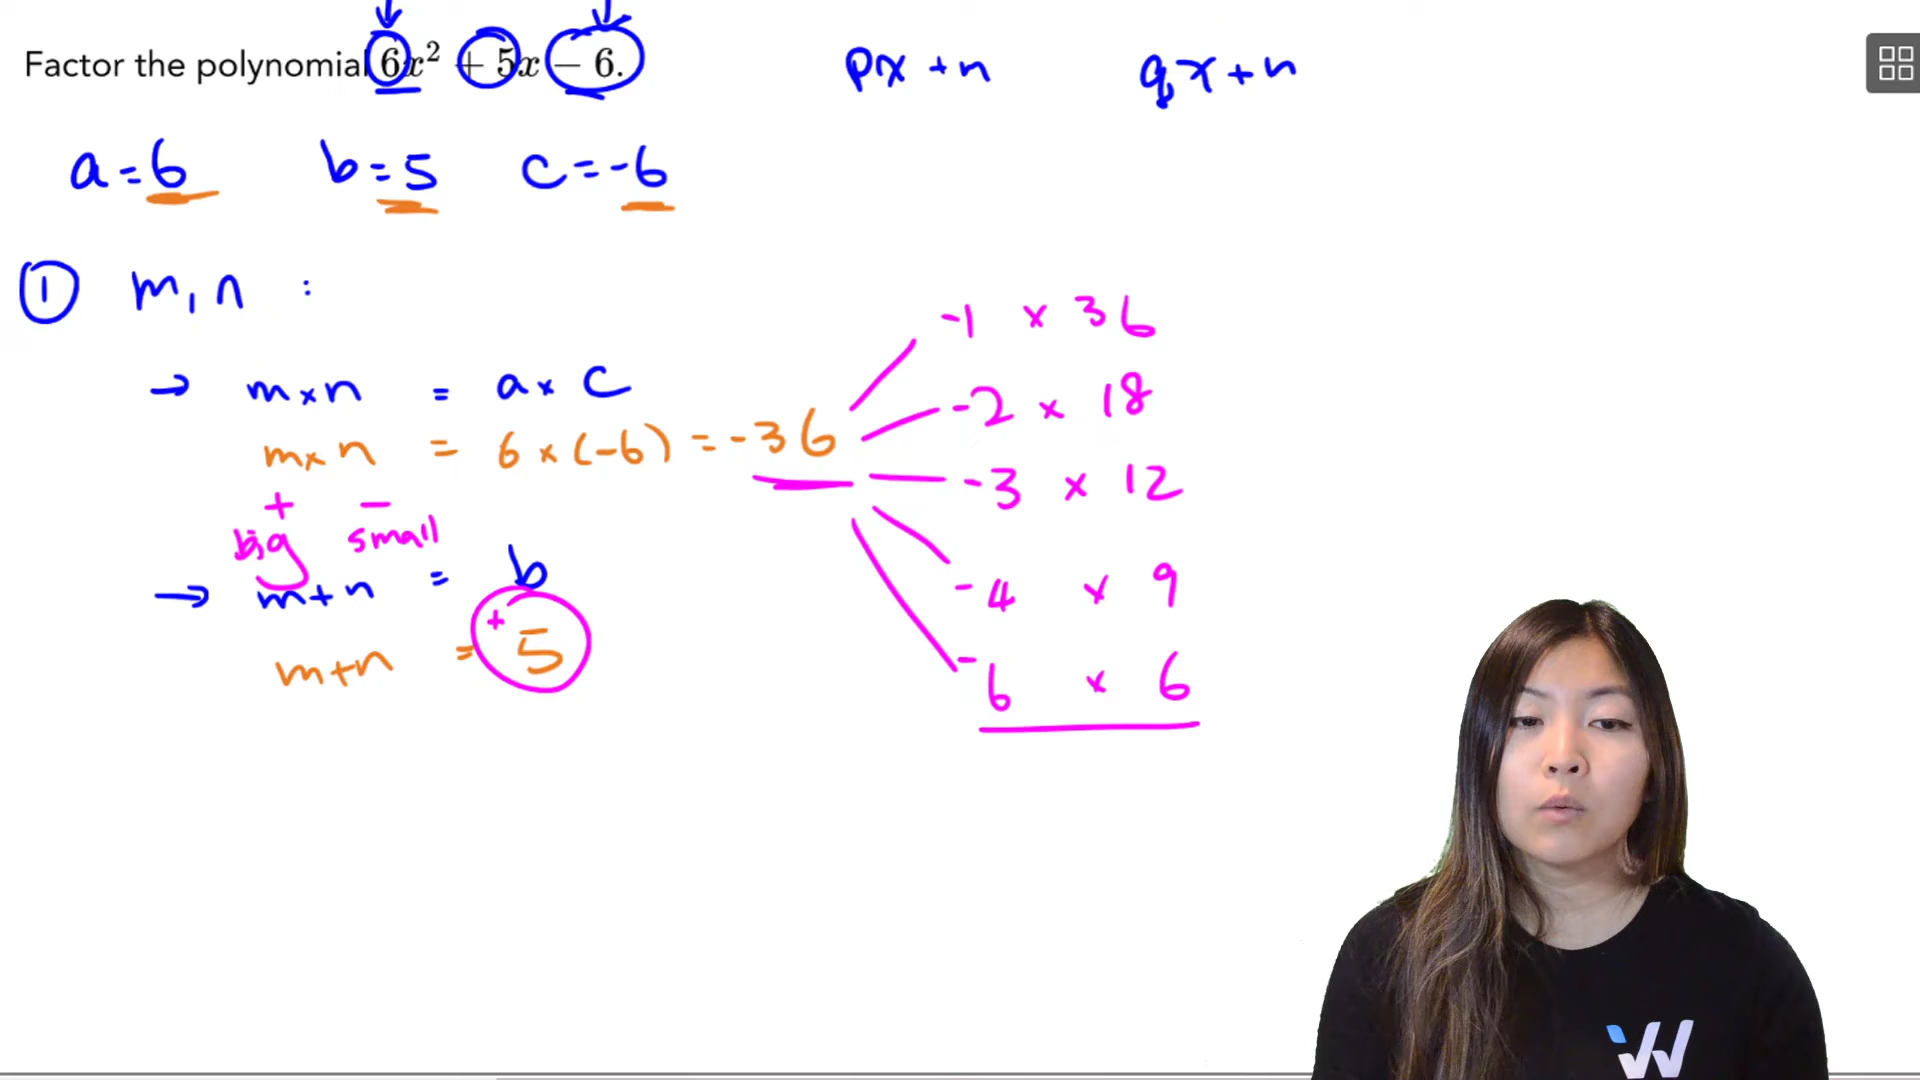 Factor the polynomial 6x² + 5x − 6.
px + n
qx + n
a = 6 b = 5 c = -6
① m, n :
→ m × n = a × c
m × n = 6 × (-6) = -36
+ −
big small
→ m + n = b
m + n = + 5
-1 × 36
-2 × 18
-3 × 12
-4 × 9
-6 × 6
W